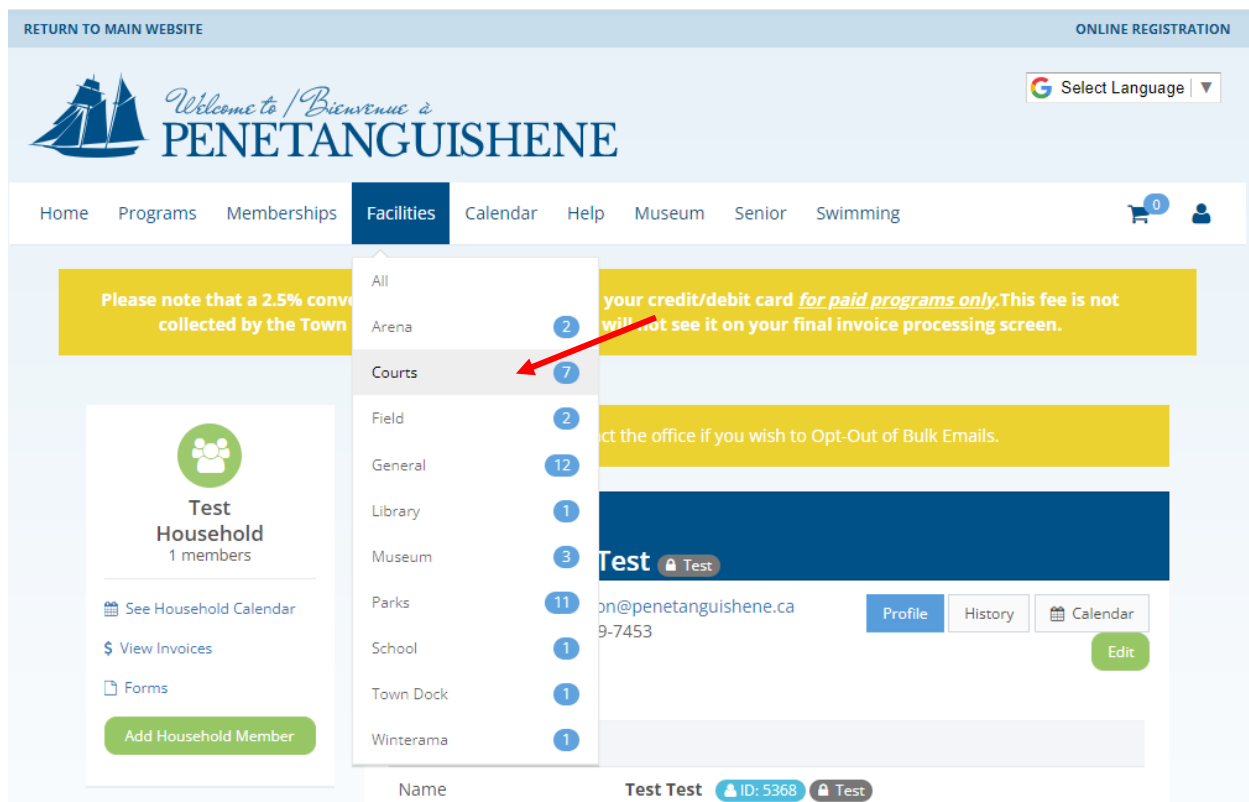 RETURN TO MAIN WEBSITE
ONLINE REGISTRATION
Welcome to / Bienvenue à
PENETANGUISHENE
Select Language ▼
Home Programs Memberships Facilities Calendar Help Museum Senior Swimming 0
Please note that a 2.5% your credit/debit card for paid programs only.This fee is not
collected by the Town will not see it on your final invoice processing screen.
All
Arena 2
Courts 7
Field 2
General 12
Library 1
Museum 3
Parks 11
School 1
Town Dock 1
Winterama 1
the office if you wish to Opt-Out of Bulk Emails.
Test
Household
1 members
See Household Calendar
$ View Invoices
Forms
Add Household Member
Test Test
on@penetanguishene.ca
9-7453
Profile History Calendar
Edit
Name Test Test ID: 5368 Test